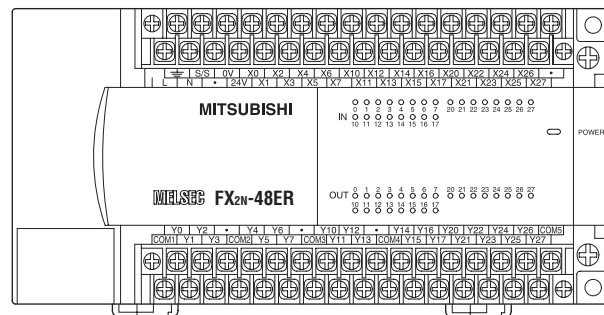 ⏚ S/S 0V X0 X2 X4 X6 X10 X12 X14 X16 X20 X22 X24 X26 •
L N • 24V X1 X3 X5 X7 X11 X13 X15 X17 X21 X23 X25 X27
MITSUBISHI
0 1 2 3 4 5 6 7 20 21 22 23 24 25 26 27
IN
10 11 12 13 14 15 16 17
POWER
MELSEC FX2N-48ER
0 1 2 3 4 5 6 7 20 21 22 23 24 25 26 27
OUT
10 11 12 13 14 15 16 17
Y0 Y2 • Y4 Y6 • Y10 Y12 • Y14 Y16 Y20 Y22 Y24 Y26 COM5
COM1 Y1 Y3 COM2 Y5 Y7 COM3 Y11 Y13 COM4 Y15 Y17 Y21 Y23 Y25 Y27